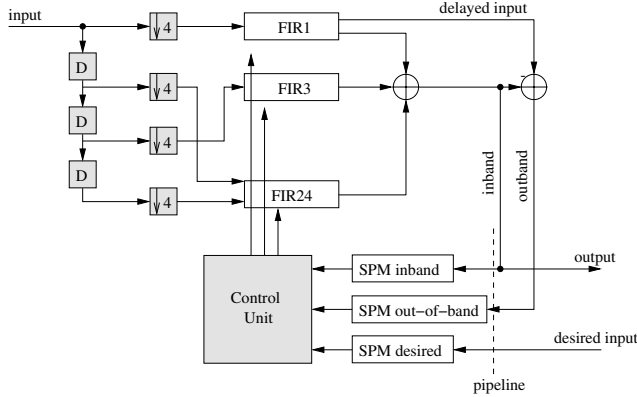 input
4
FIR1
delayed input
D
4
FIR3
-
D
4
D
4
FIR24
inband
outband
Control
Unit
SPM inband
output
SPM out-of-band
SPM desired
desired input
pipeline